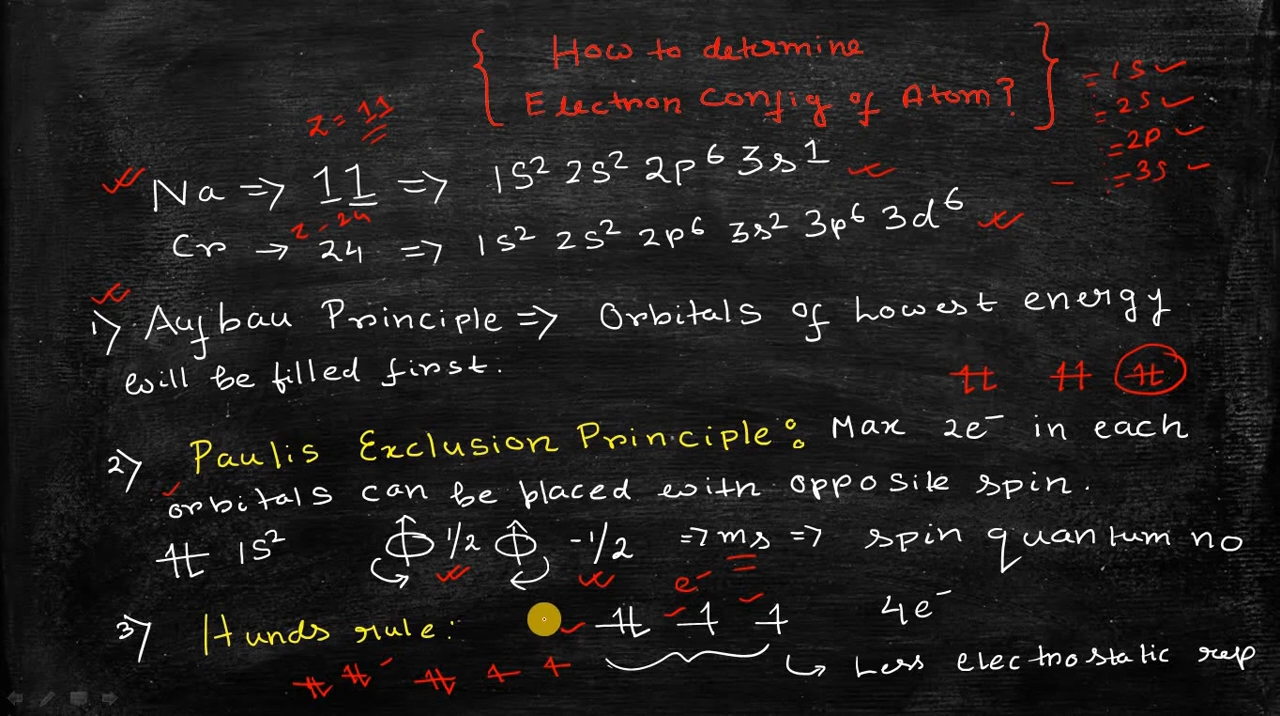 How to determine
Electron Config of Atom?
= 1s
= 2s
= 2p
= 3s
Z = 11
Na => 11 => 1s² 2s² 2p⁶ 3s¹
Z - 24
Cr → 24 => 1s² 2s² 2p⁶ 3s² 3p⁶ 3d⁶
1) Aufbau Principle => Orbitals of Lowest energy
will be filled first.
2) Paulis Exclusion Principle: Max 2e⁻ in each
orbitals can be placed with opposite spin.
1s² 1/2 -1/2 => ms => spin quantum no
e⁻
3) Hunds rule: 4e⁻
↳ Less electrostatic rep